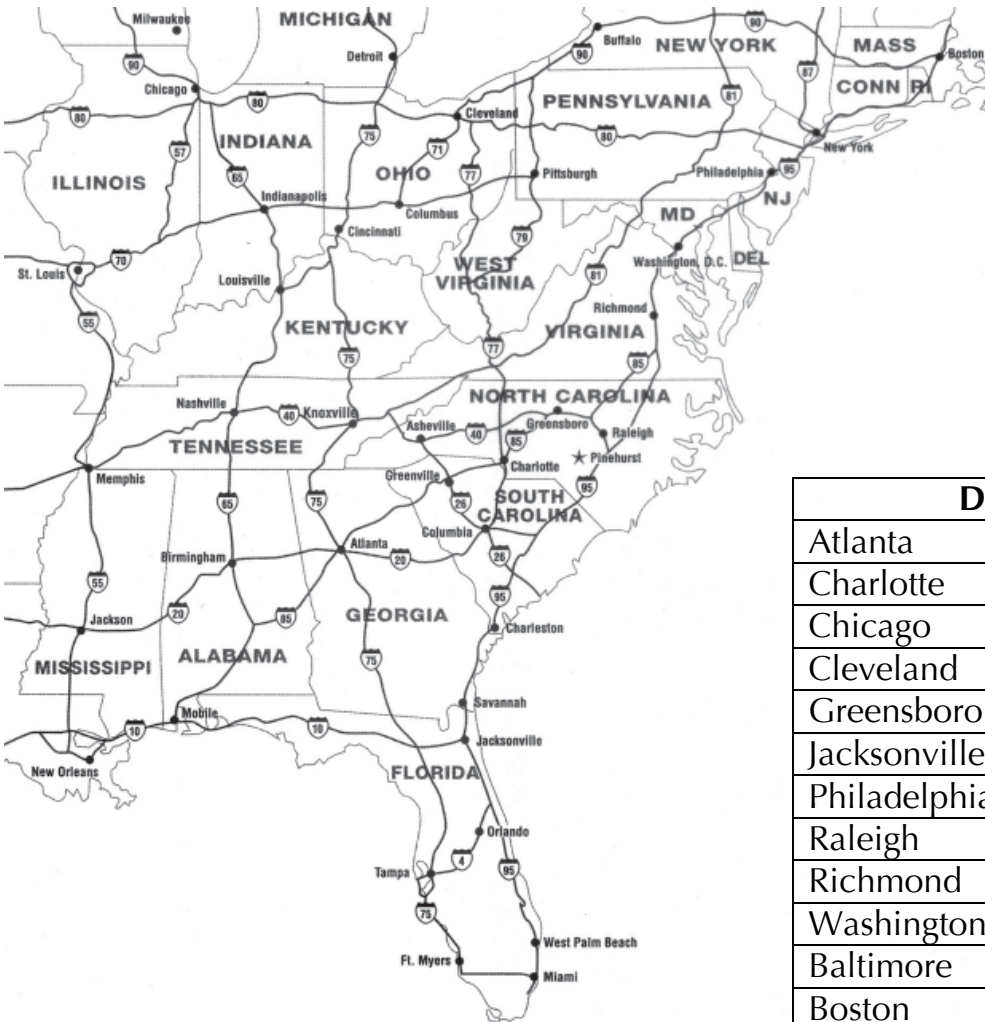 Milwaukee
MICHIGAN
90
Detroit
Buffalo
90
NEW YORK
90
87
MASS
Boston
CONN
RI
Chicago
90
80
80
Cleveland
PENNSYLVANIA
81
80
New York
57
INDIANA
75
71
OHIO
77
ILLINOIS
65
Pittsburgh
Philadelphia
95
NJ
Indianapolis
Columbus
MD
Cincinnati
79
70
St. Louis
WEST
VIRGINIA
Washington, D.C.
DEL
Louisville
81
Richmond
55
KENTUCKY
VIRGINIA
75
77
85
Nashville
40
Knoxville
NORTH CAROLINA
TENNESSEE
Asheville
40
Greensboro
85
Raleigh
Memphis
Greenville
Charlotte
Pinehurst
65
75
26
SOUTH
CAROLINA
95
Columbia
Birmingham
Atlanta
20
26
55
20
85
GEORGIA
95
Jackson
Charleston
MISSISSIPPI
ALABAMA
75
Mobile
Savannah
10
10
Jacksonville
New Orleans
FLORIDA
Orlando
Tampa
4
95
75
West Palm Beach
Ft. Myers
Miami
D
Atlanta
Charlotte
Chicago
Cleveland
Greensboro
Jacksonville
Philadelphia
Raleigh
Richmond
Washington
Baltimore
Boston